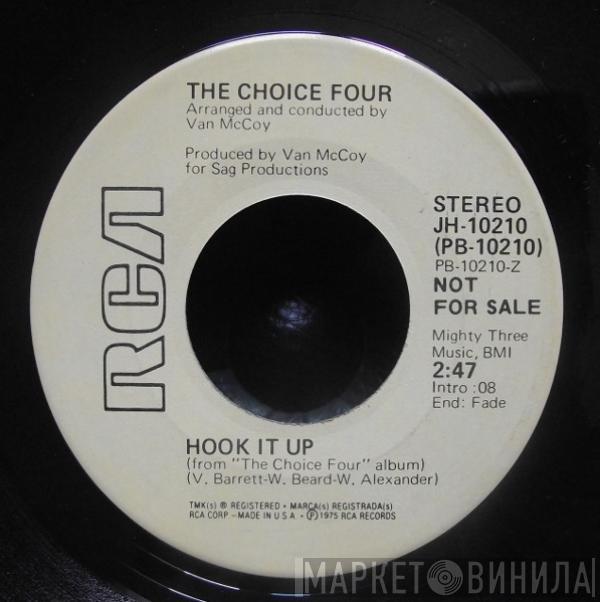 THE CHOICE FOUR
Arranged and conducted by
Van McCoy
Produced by Van McCoy
for Sag Productions
RCA
STEREO
JH-10210
(PB-10210)
PB-10210-Z
NOT
FOR SALE
Mighty Three
Music, BMI
2:47
Intro :08
End: Fade
HOOK IT UP
(from "The Choice Four" album)
(V. Barrett-W. Beard-W. Alexander)
TMK(s) ® REGISTERED • MARCA(s) REGISTRADA(s)
RCA CORP – MADE IN U.S.A. • ℗ 1975 RCA RECORDS
МАРКЕТ ВИНИЛА